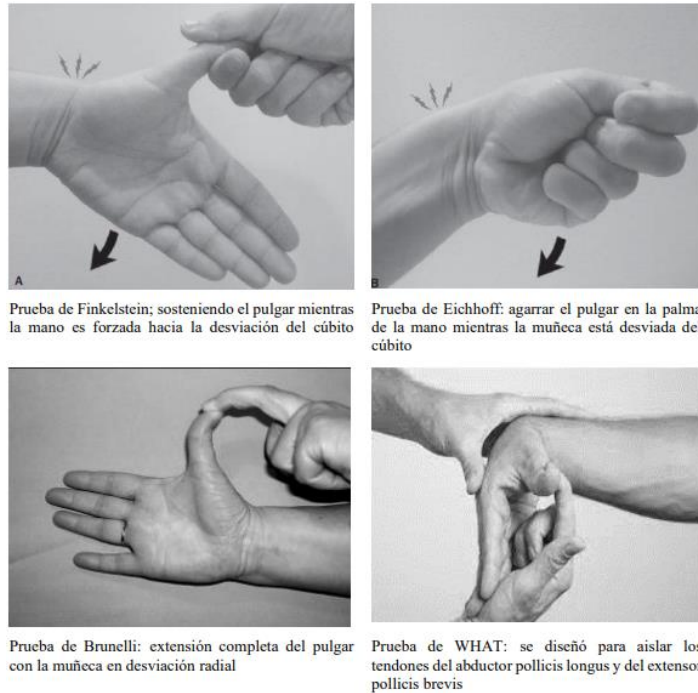 A
Prueba de Finkelstein; sosteniendo el pulgar mientras
la mano es forzada hacia la desviación del cúbito
B
Prueba de Eichhoff: agarrar el pulgar en la palma
de la mano mientras la muñeca está desviada de
cúbito
Prueba de Brunelli: extensión completa del pulgar
con la muñeca en desviación radial
Prueba de WHAT: se diseñó para aislar los
tendones del abductor pollicis longus y del extensor
pollicis brevis